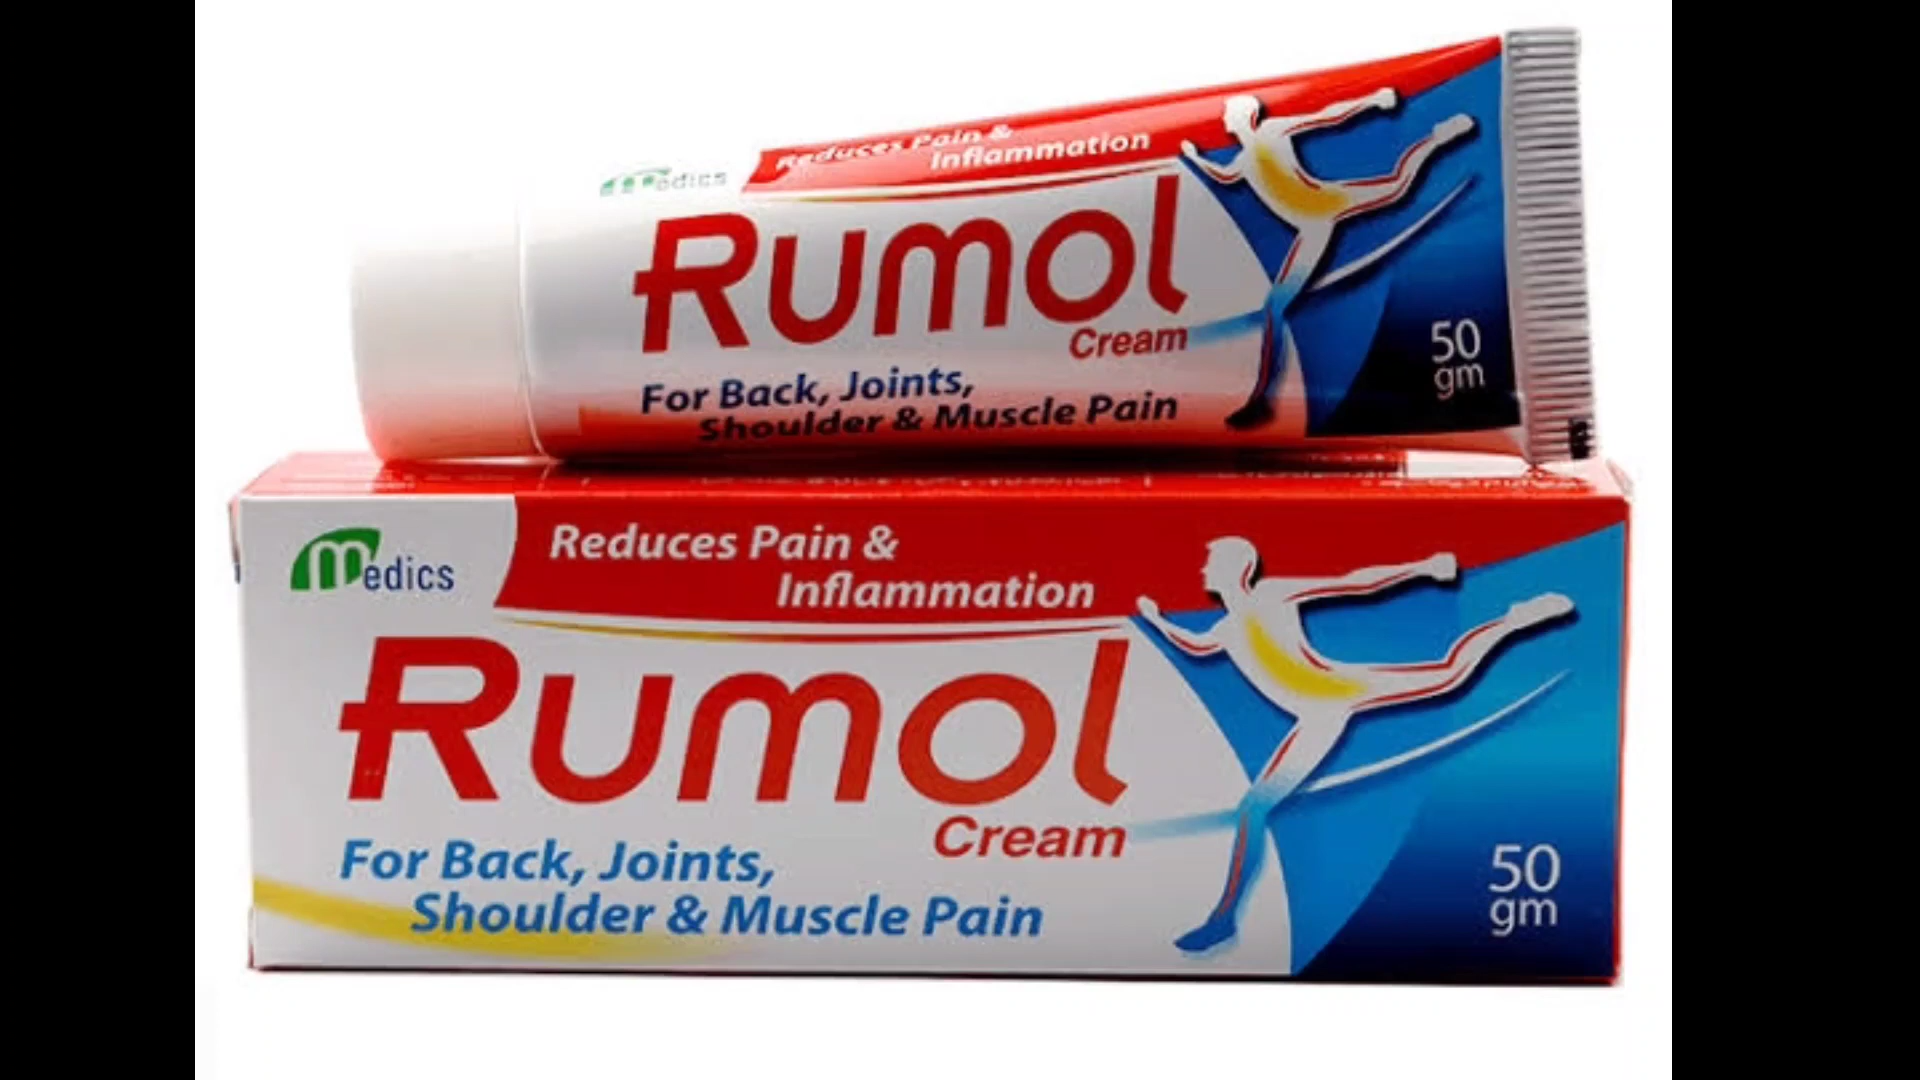 medics
Reduces Pain &
Inflammation
Rumol
Cream
For Back, Joints,
Shoulder & Muscle Pain
50
gm
medics
Reduces Pain &
Inflammation
Rumol
Cream
For Back, Joints,
Shoulder & Muscle Pain
50
gm